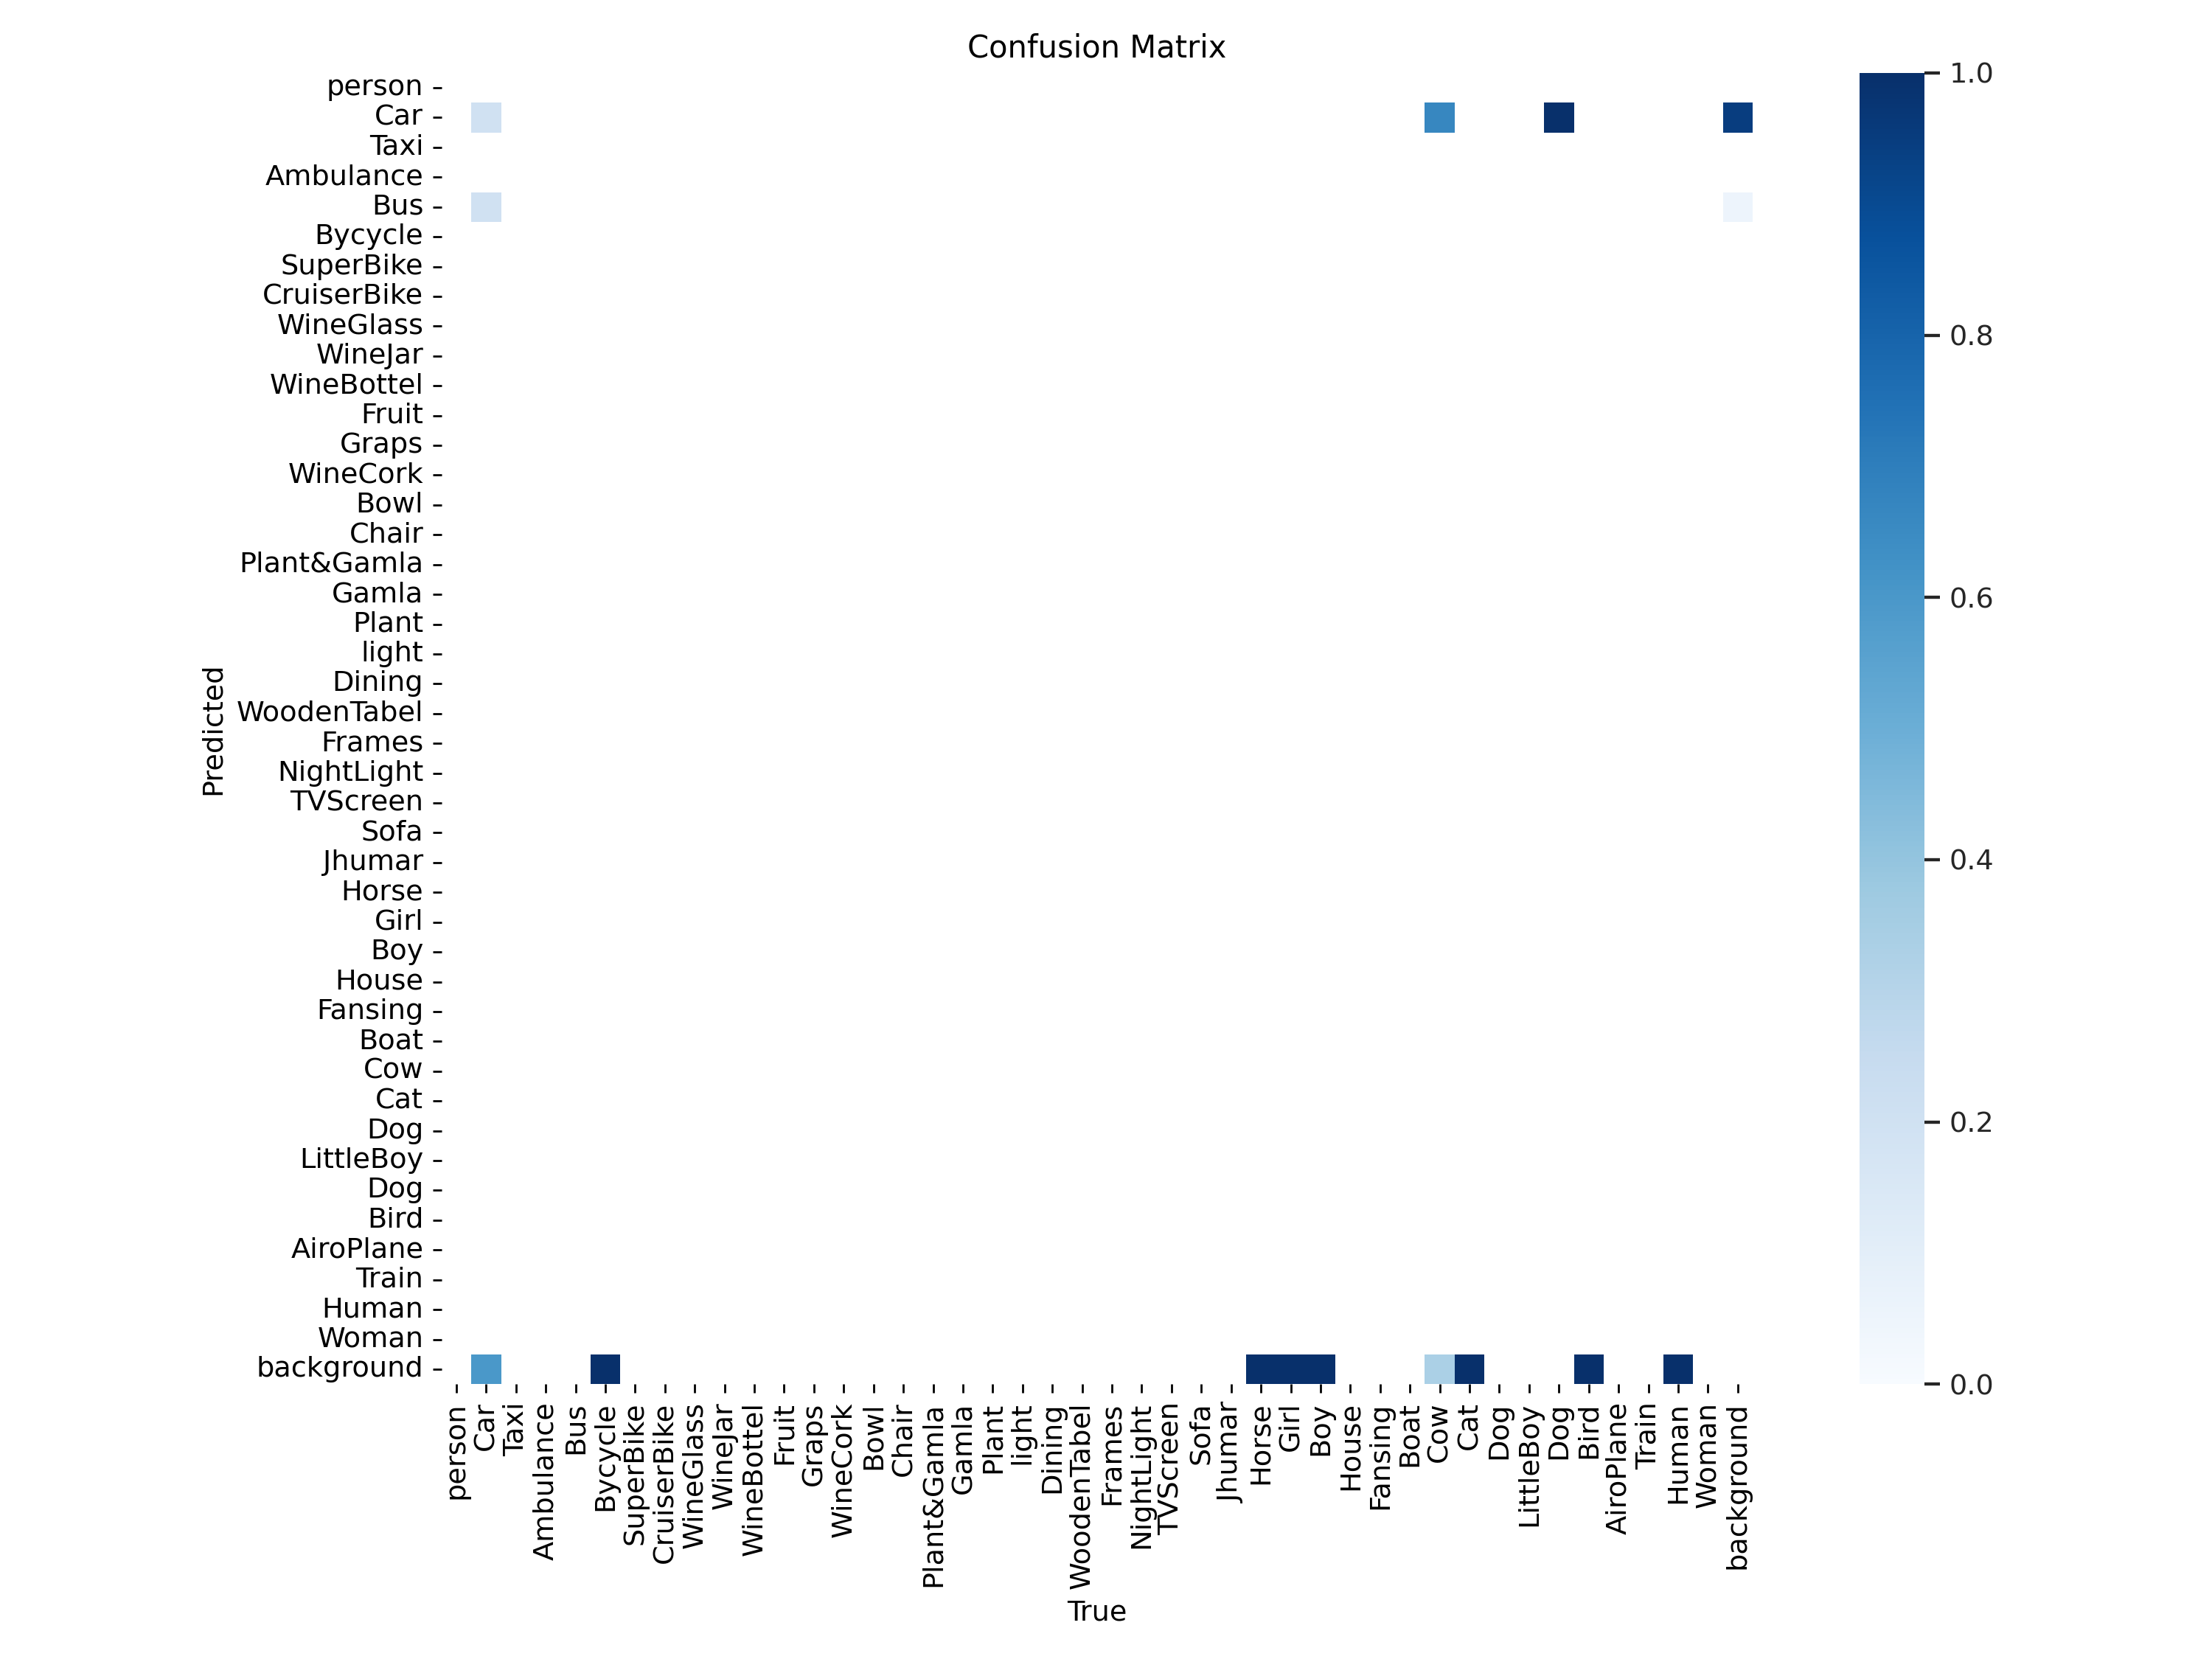 Confusion Matrix
person
Car
Taxi
Ambulance
Bus
Bycycle
SuperBike
CruiserBike
WineGlass
WineJar
WineBottel
Fruit
Graps
WineCork
Bowl
Chair
Plant&Gamla
Gamla
Plant
light
Dining
WoodenTabel
Frames
NightLight
TVScreen
Sofa
Jhumar
Horse
Girl
Boy
House
Fansing
Boat
Cow
Cat
Dog
LittleBoy
Dog
Bird
AiroPlane
Train
Human
Woman
background
Predicted
person
Car
Taxi
Ambulance
Bus
Bycycle
SuperBike
CruiserBike
WineGlass
WineJar
WineBottel
Fruit
Graps
WineCork
Bowl
Chair
Plant&Gamla
Gamla
Plant
light
Dining
WoodenTabel
Frames
NightLight
TVScreen
Sofa
Jhumar
Horse
Girl
Boy
House
Fansing
Boat
Cow
Cat
Dog
LittleBoy
Dog
Bird
AiroPlane
Train
Human
Woman
background
True
1.0
0.8
0.6
0.4
0.2
0.0